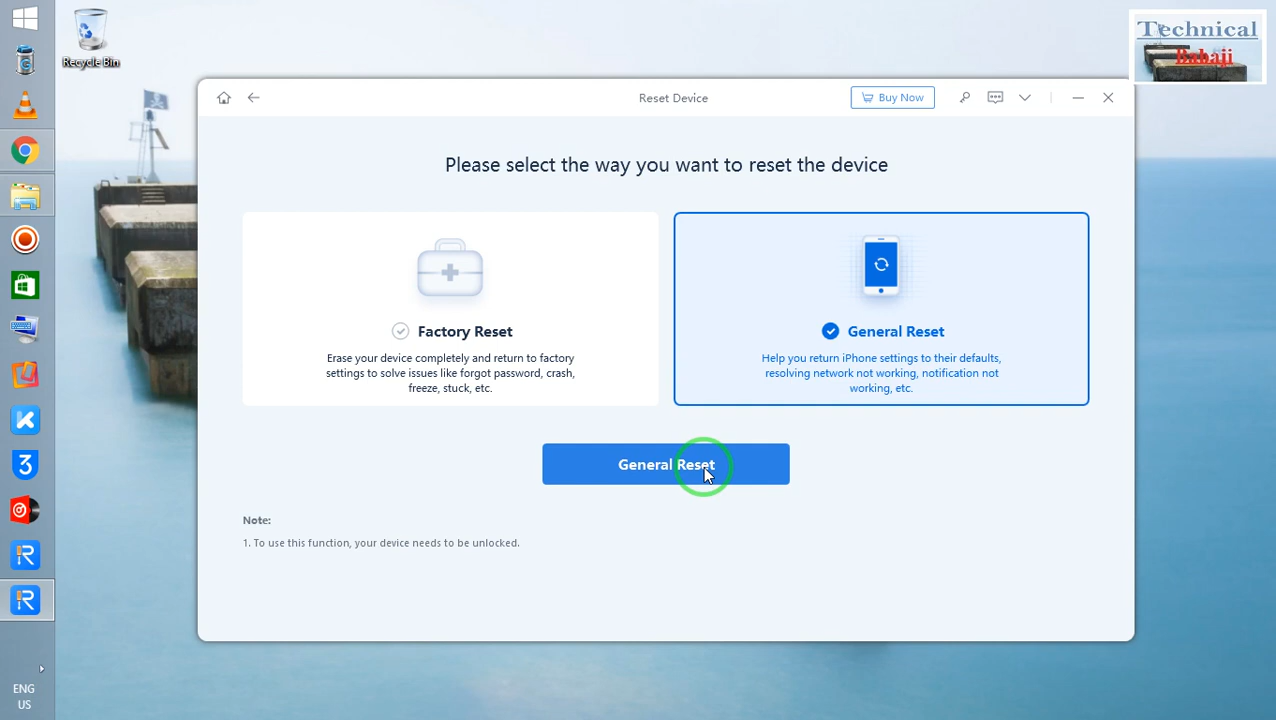 Technical
Babaji
Recycle Bin
Reset Device
Buy Now
Please select the way you want to reset the device
Factory Reset
Erase your device completely and return to factory
settings to solve issues like forgot password, crash,
freeze, stuck, etc.
General Reset
Help you return iPhone settings to their defaults,
resolving network not working, notification not
working, etc.
General Reset
Note:
1. To use this function, your device needs to be unlocked.
ENG
US